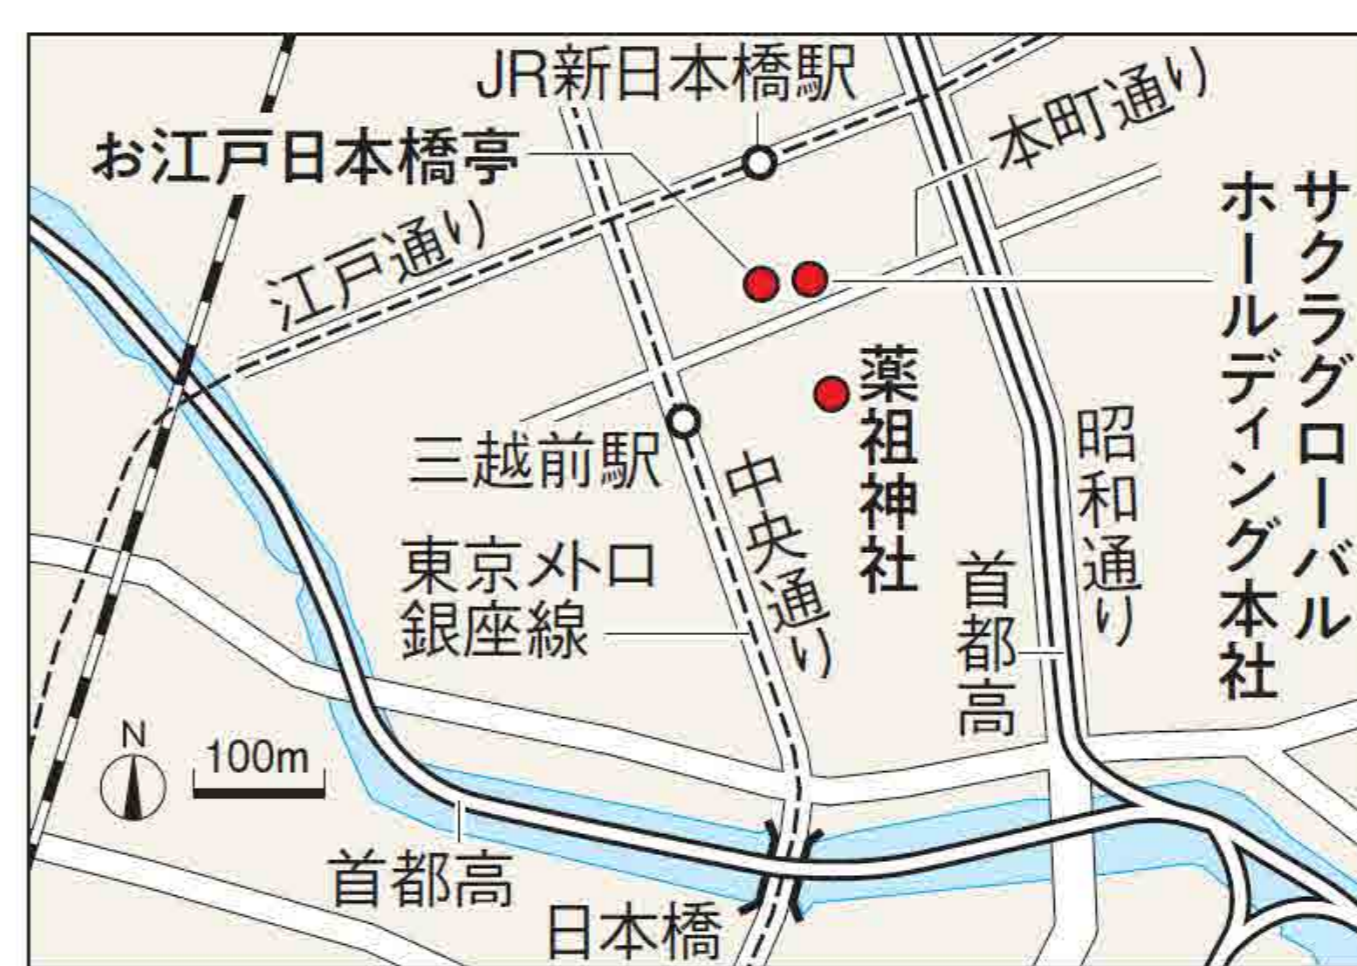 JR新日本橋駅
お江戸日本橋亭
江戸通り
本町通り
サクラグローバル
ホールディング本社
薬祖神社
三越前駅
中央通り
昭和通り
東京メトロ
銀座線
首都高
N
100m
首都高
日本橋